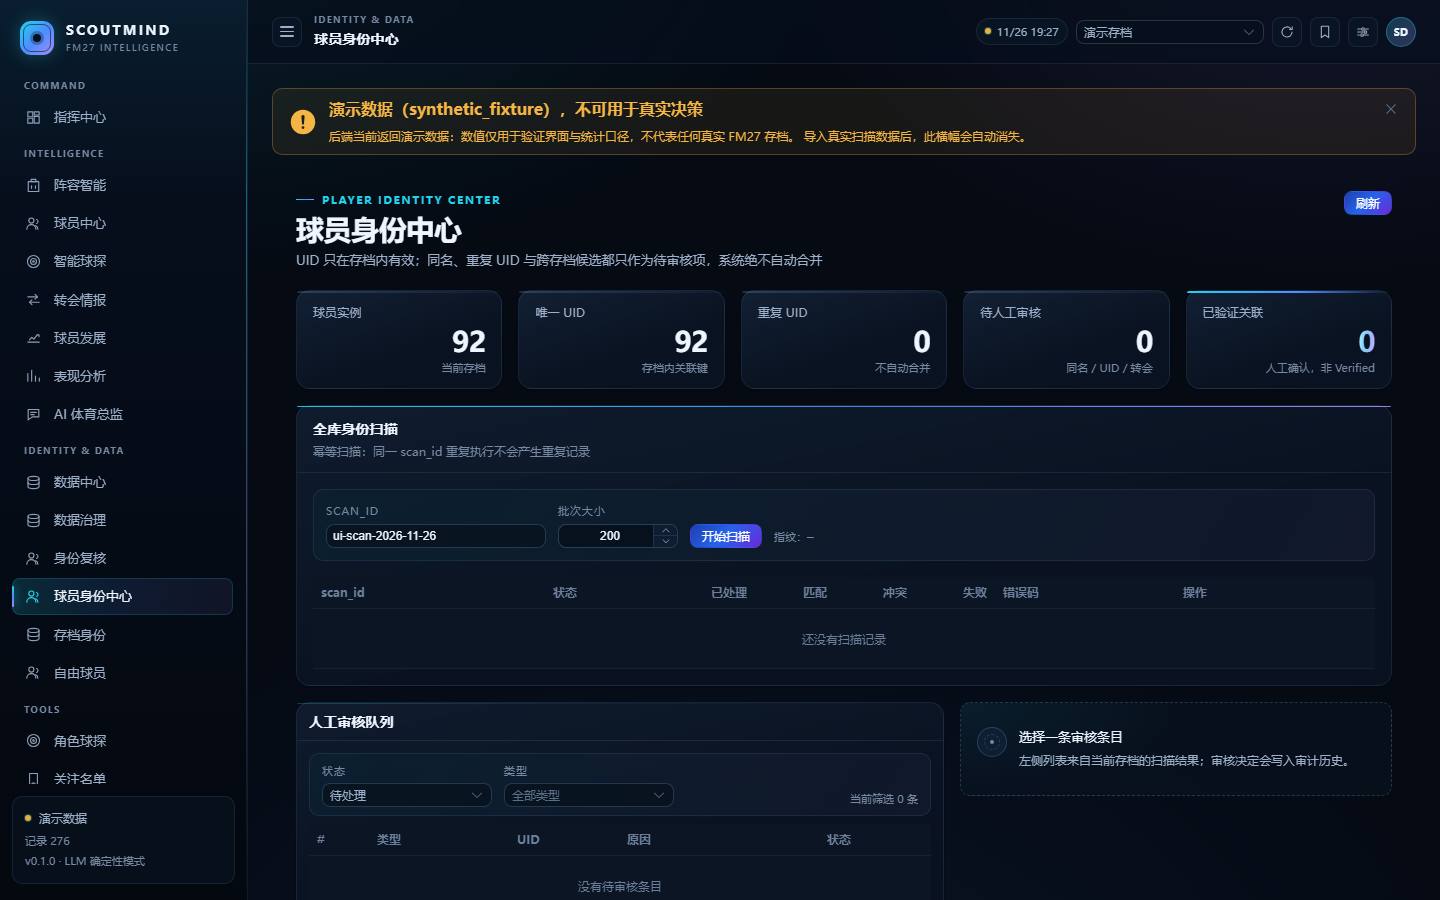 SCOUTMIND
FM27 INTELLIGENCE
COMMAND
指挥中心
INTELLIGENCE
阵容智能
球员中心
智能球探
转会情报
球员发展
表现分析
AI 体育总监
IDENTITY & DATA
数据中心
数据治理
身份复核
球员身份中心
存档身份
自由球员
TOOLS
角色球探
关注名单
演示数据
记录 276
v0.1.0 · LLM 确定性模式
IDENTITY & DATA
球员身份中心
11/26 19:27
演示存档
SD
演示数据（synthetic_fixture），不可用于真实决策
后端当前返回演示数据：数值仅用于验证界面与统计口径，不代表任何真实 FM27 存档。 导入真实扫描数据后，此横幅会自动消失。
PLAYER IDENTITY CENTER
球员身份中心
UID 只在存档内有效；同名、重复 UID 与跨存档候选都只作为待审核项，系统绝不自动合并
刷新
球员实例
92
当前存档
唯一 UID
92
存档内关联键
重复 UID
0
不自动合并
待人工审核
0
同名 / UID / 转会
已验证关联
0
人工确认，非 Verified
全库身份扫描
幂等扫描：同一 scan_id 重复执行不会产生重复记录
SCAN_ID
批次大小
ui-scan-2026-11-26
200
开始扫描
指纹：—
scan_id 状态 已处理 匹配 冲突 失败 错误码 操作
还没有扫描记录
人工审核队列
状态
类型
待处理
全部类型
当前筛选 0 条
# 类型 UID 原因 状态
没有待审核条目
选择一条审核条目
左侧列表来自当前存档的扫描结果；审核决定会写入审计历史。